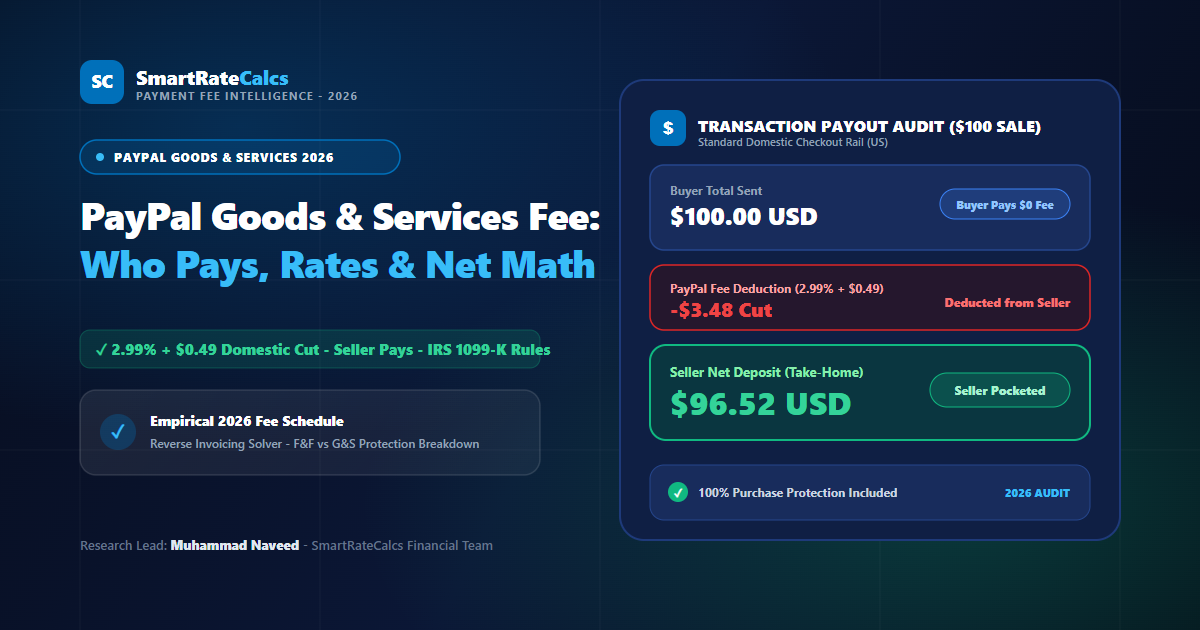 SC
SmartRateCalcs
PAYMENT FEE INTELLIGENCE - 2026
PAYPAL GOODS & SERVICES 2026
PayPal Goods & Services Fee:
Who Pays, Rates & Net Math
✓ 2.99% + $0.49 Domestic Cut - Seller Pays - IRS 1099-K Rules
✓
Empirical 2026 Fee Schedule
Reverse Invoicing Solver - F&F vs G&S Protection Breakdown
Research Lead: Muhammad Naveed - SmartRateCalcs Financial Team
$
TRANSACTION PAYOUT AUDIT ($100 SALE)
Standard Domestic Checkout Rail (US)
Buyer Total Sent
$100.00 USD
Buyer Pays $0 Fee
PayPal Fee Deduction (2.99% + $0.49)
-$3.48 Cut
Deducted from Seller
Seller Net Deposit (Take-Home)
$96.52 USD
Seller Pocketed
✓ 100% Purchase Protection Included
2026 AUDIT